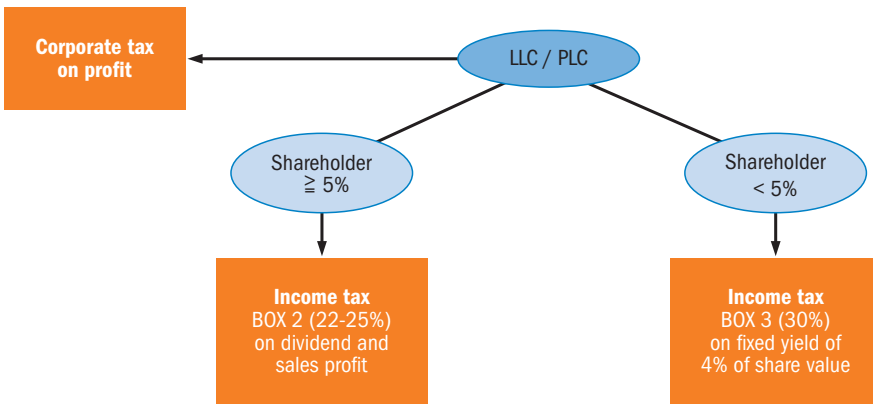 Corporate tax
on profit
LLC / PLC
Shareholder
≧ 5%
Shareholder
< 5%
Income tax
BOX 2 (22-25%)
on dividend and
sales profit
Income tax
BOX 3 (30%)
on fixed yield of
4% of share value